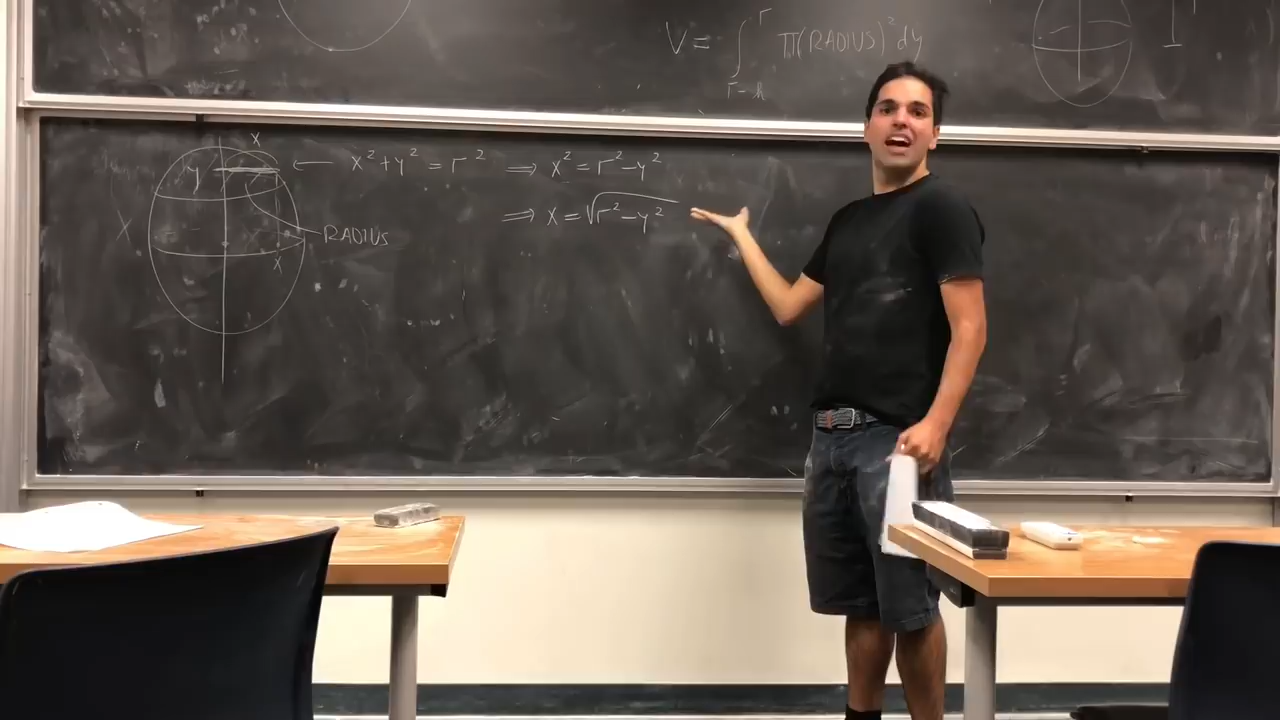 V = ∫_{r-h}^{r} π(RADIUS)² dy
x
y ← x² + y² = r² ⟹ x² = r² - y²
⟹ x = √(r² - y²)
X RADIUS
x